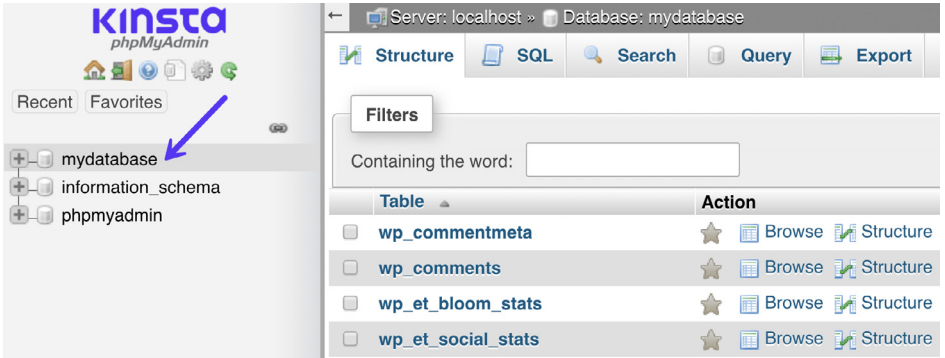 KINSTA
phpMyAdmin
Recent Favorites
mydatabase
information_schema
phpmyadmin
← Server: localhost » Database: mydatabase
Structure SQL Search Query Export
Filters
Containing the word:
Table Action
wp_commentmeta Browse Structure
wp_comments Browse Structure
wp_et_bloom_stats Browse Structure
wp_et_social_stats Browse Structure